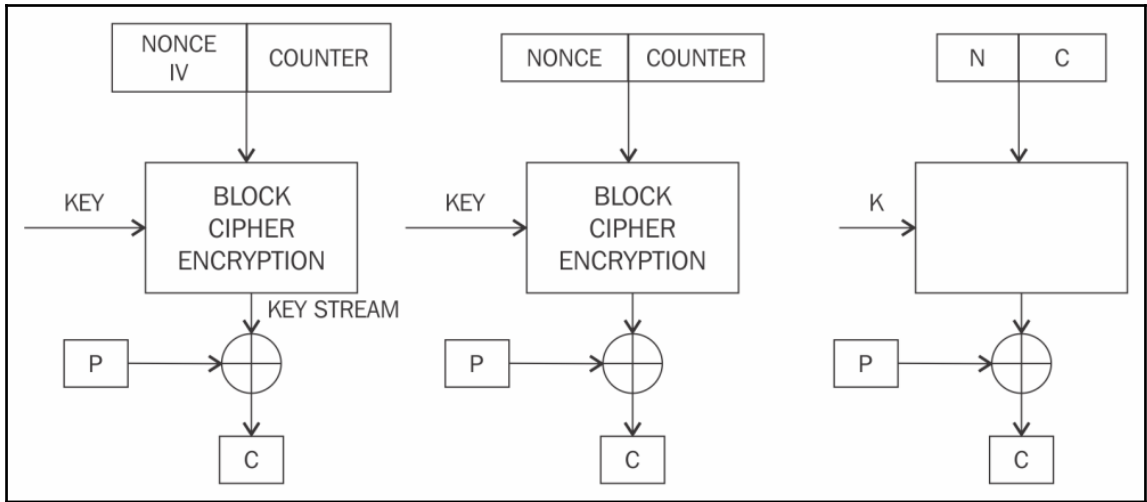 NONCE
IV
COUNTER
NONCE
COUNTER
N
C
KEY
BLOCK
CIPHER
ENCRYPTION
KEY
BLOCK
CIPHER
ENCRYPTION
K
KEY STREAM
P
P
P
C
C
C